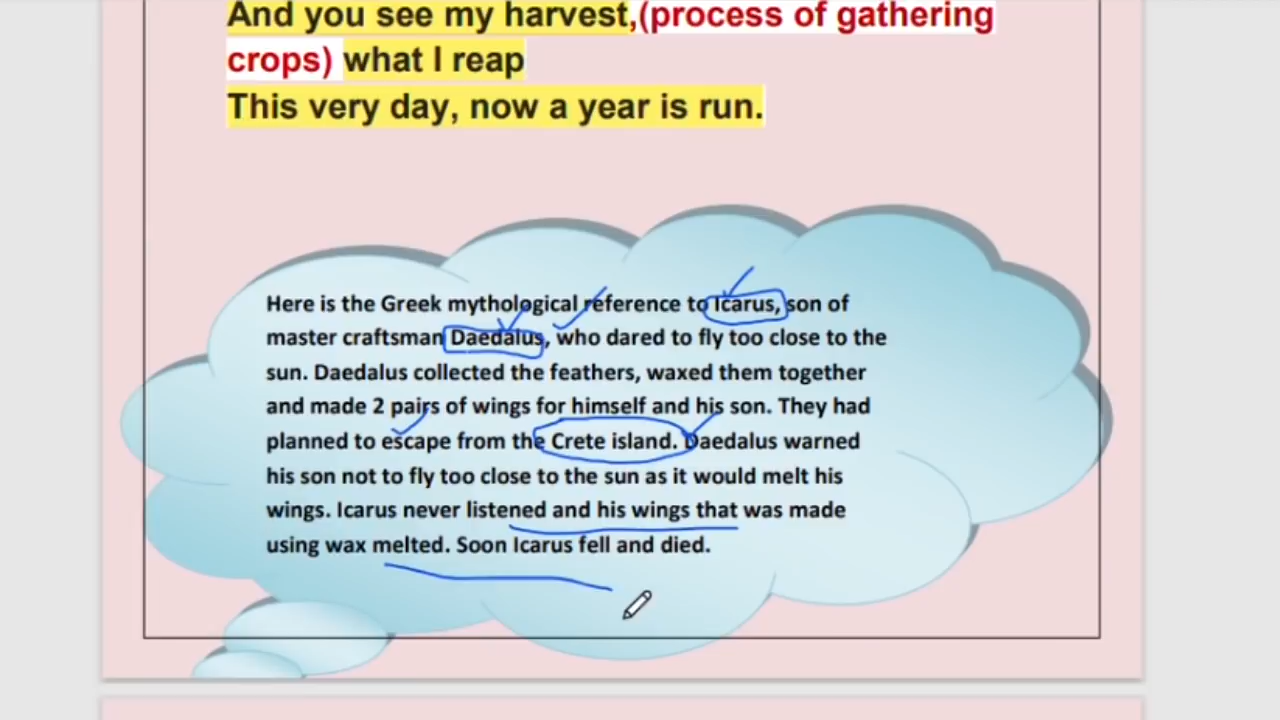 And you see my harvest,(process of gathering
crops) what I reap
This very day, now a year is run.
Here is the Greek mythological reference to Icarus, son of
master craftsman Daedalus, who dared to fly too close to the
sun. Daedalus collected the feathers, waxed them together
and made 2 pairs of wings for himself and his son. They had
planned to escape from the Crete island. Daedalus warned
his son not to fly too close to the sun as it would melt his
wings. Icarus never listened and his wings that was made
using wax melted. Soon Icarus fell and died.